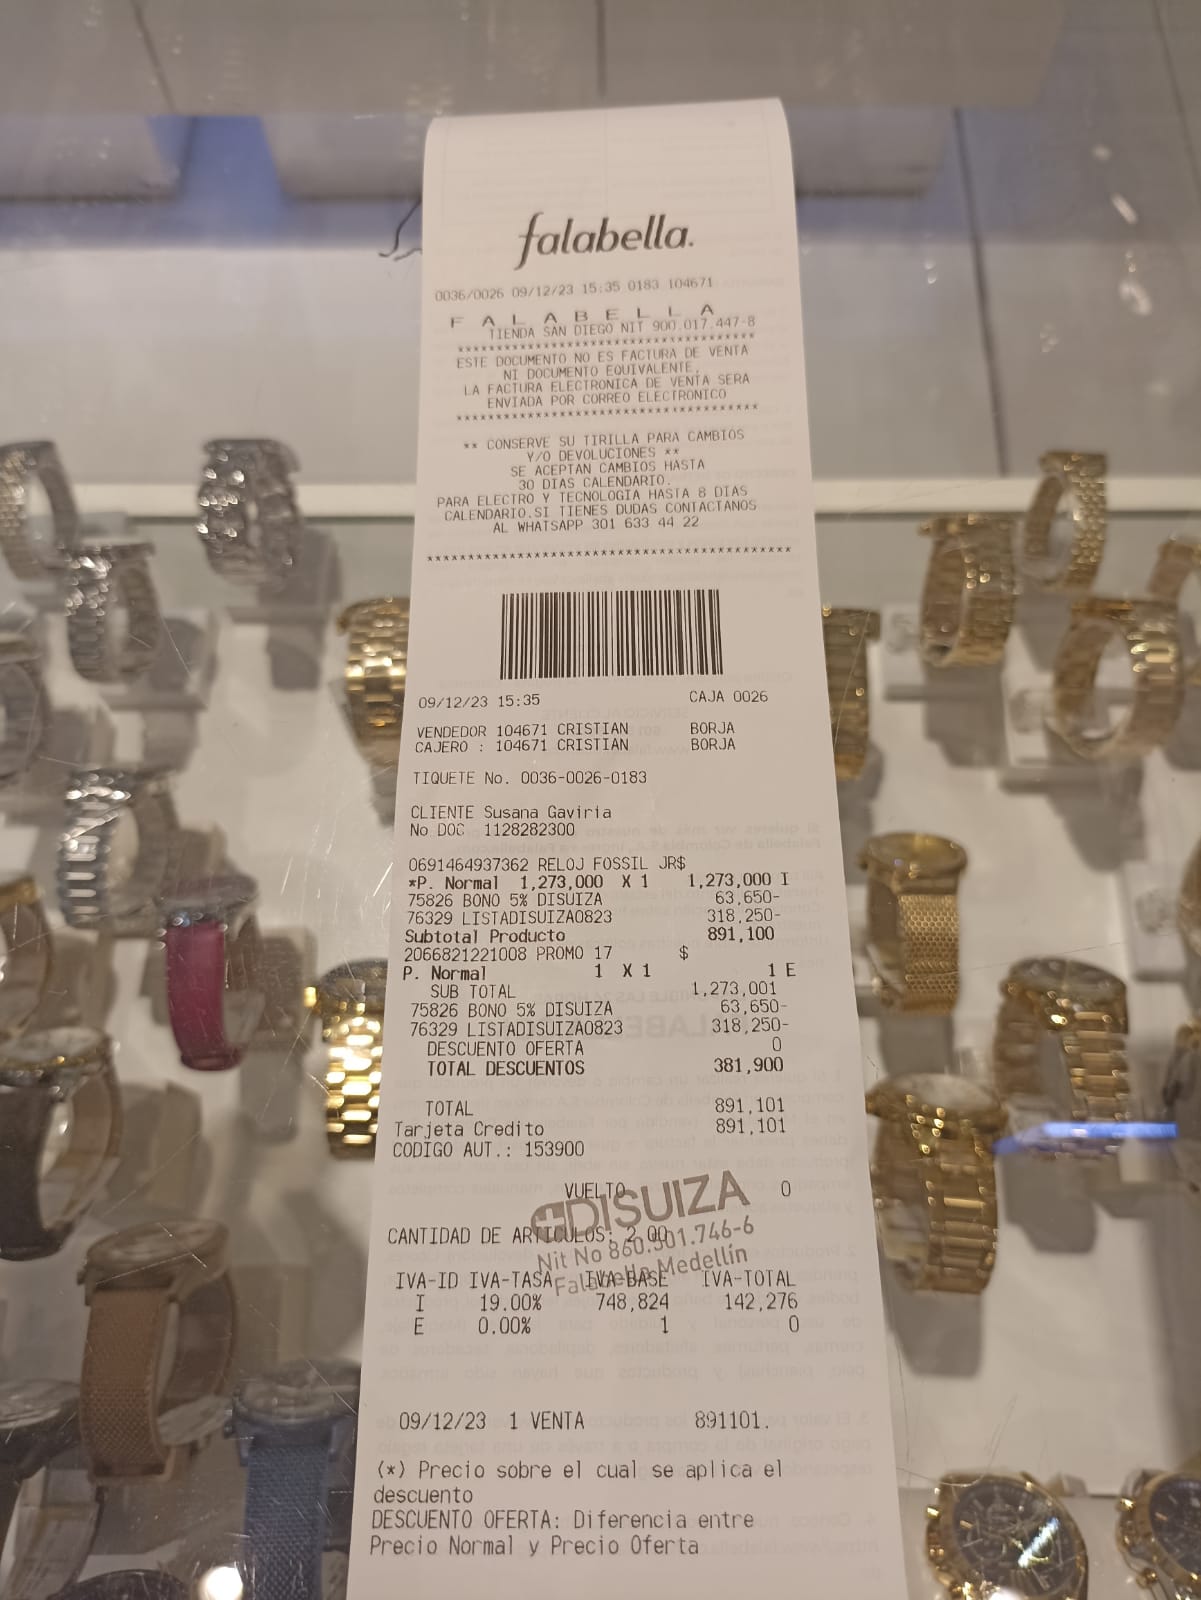 falabella.
0036/0026 09/12/23 15:35 0183 104671
F A L A B E L L A
TIENDA SAN DIEGO NIT 900.017.447-8
****************************************
ESTE DOCUMENTO NO ES FACTURA DE VENTA
NI DOCUMENTO EQUIVALENTE,
LA FACTURA ELECTRONICA DE VENTA SERA
ENVIADA POR CORREO ELECTRONICO
****************************************
** CONSERVE SU TIRILLA PARA CAMBIOS
Y/O DEVOLUCIONES **
SE ACEPTAN CAMBIOS HASTA
30 DIAS CALENDARIO.
PARA ELECTRO Y TECNOLOGIA HASTA 8 DIAS
CALENDARIO.SI TIENES DUDAS CONTACTANOS
AL WHATSAPP 301 633 44 22
****************************************
09/12/23 15:35 CAJA 0026
VENDEDOR 104671 CRISTIAN BORJA
CAJERO : 104671 CRISTIAN BORJA
TIQUETE No. 0036-0026-0183
CLIENTE Susana Gaviria
No DOC 1128282300
0691464937362 RELOJ FOSSIL JR$
*P. Normal 1,273,000 X 1 1,273,000 I
75826 BONO 5% DISUIZA 63,650-
76329 LISTADISUIZA0823 318,250-
Subtotal Producto 891,100
2066821221008 PROMO 17 $
P. Normal 1 X 1 1 E
SUB TOTAL 1,273,001
75826 BONO 5% DISUIZA 63,650-
76329 LISTADISUIZA0823 318,250-
DESCUENTO OFERTA 0
TOTAL DESCUENTOS 381,900
TOTAL 891,101
Tarjeta Credito 891,101
CODIGO AUT.: 153900
VUELTO 0
DISUIZA
CANTIDAD DE ARTICULOS: 2.00
Nit No 860.501.746-6
Falabella Medellín
IVA-ID IVA-TASA IVA-BASE IVA-TOTAL
I 19.00% 748,824 142,276
E 0.00% 1 0
09/12/23 1 VENTA 891101.
(*) Precio sobre el cual se aplica el
descuento
DESCUENTO OFERTA: Diferencia entre
Precio Normal y Precio Oferta